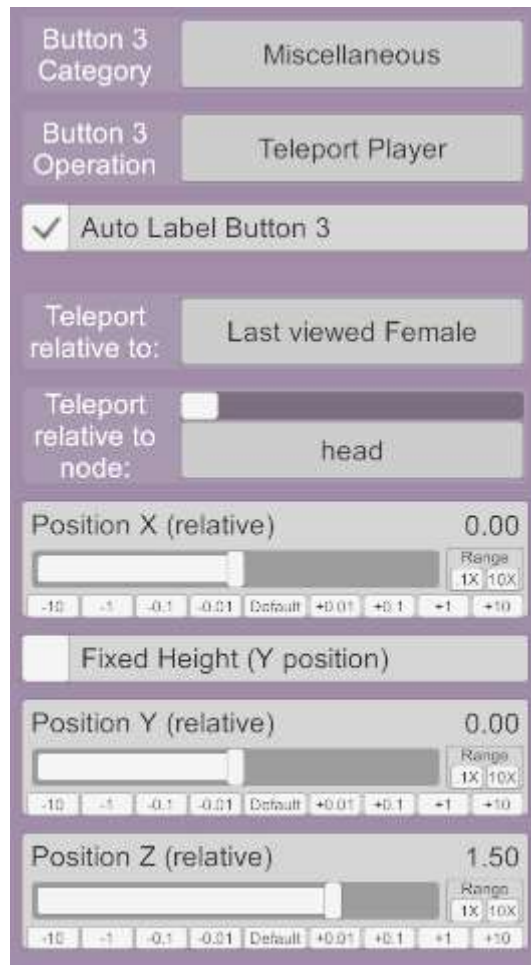 Button 3
Category
Miscellaneous
Button 3
Operation
Teleport Player
Auto Label Button 3
Teleport
relative to:
Last viewed Female
Teleport
relative to
node:
head
Position X (relative) 0.00
Range
1X 10X
-10 -1 -0.1 -0.01 Default +0.01 +0.1 +1 +10
Fixed Height (Y position)
Position Y (relative) 0.00
Range
1X 10X
-10 -1 -0.1 -0.01 Default +0.01 +0.1 +1 +10
Position Z (relative) 1.50
Range
1X 10X
-10 -1 -0.1 -0.01 Default +0.01 +0.1 +1 +10